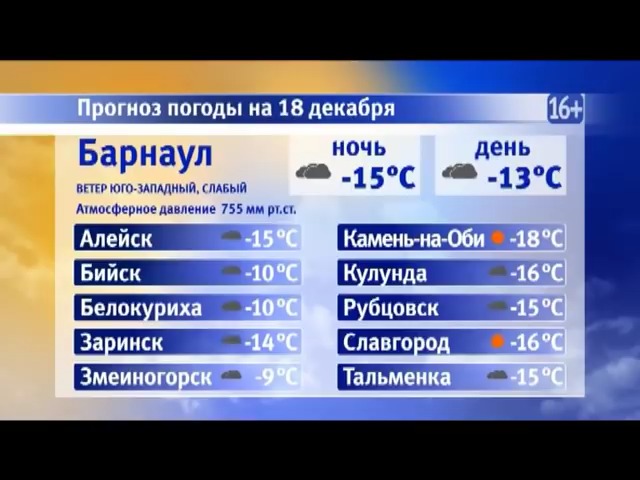 Прогноз погоды на 18 декабря 16+
Барнаул
ночь
-15°C
день
-13°C
ВЕТЕР ЮГО-ЗАПАДНЫЙ, СЛАБЫЙ
Атмосферное давление 755 мм рт.ст.
Алейск -15°C
Бийск -10°C
Белокуриха -10°C
Заринск -14°C
Змеиногорск -9°C
Камень-на-Оби -18°C
Кулунда -16°C
Рубцовск -15°C
Славгород -16°C
Тальменка -15°C